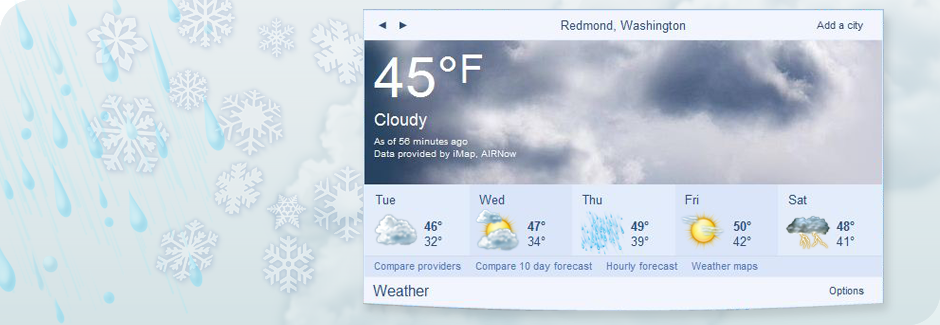 ◄ ► Redmond, Washington Add a city
45°F
Cloudy
As of 56 minutes ago
Data provided by iMap, AIRNow
Tue Wed Thu Fri Sat
46° 47° 49° 50° 48°
32° 34° 39° 42° 41°
Compare providers Compare 10 day forecast Hourly forecast Weather maps
Weather Options